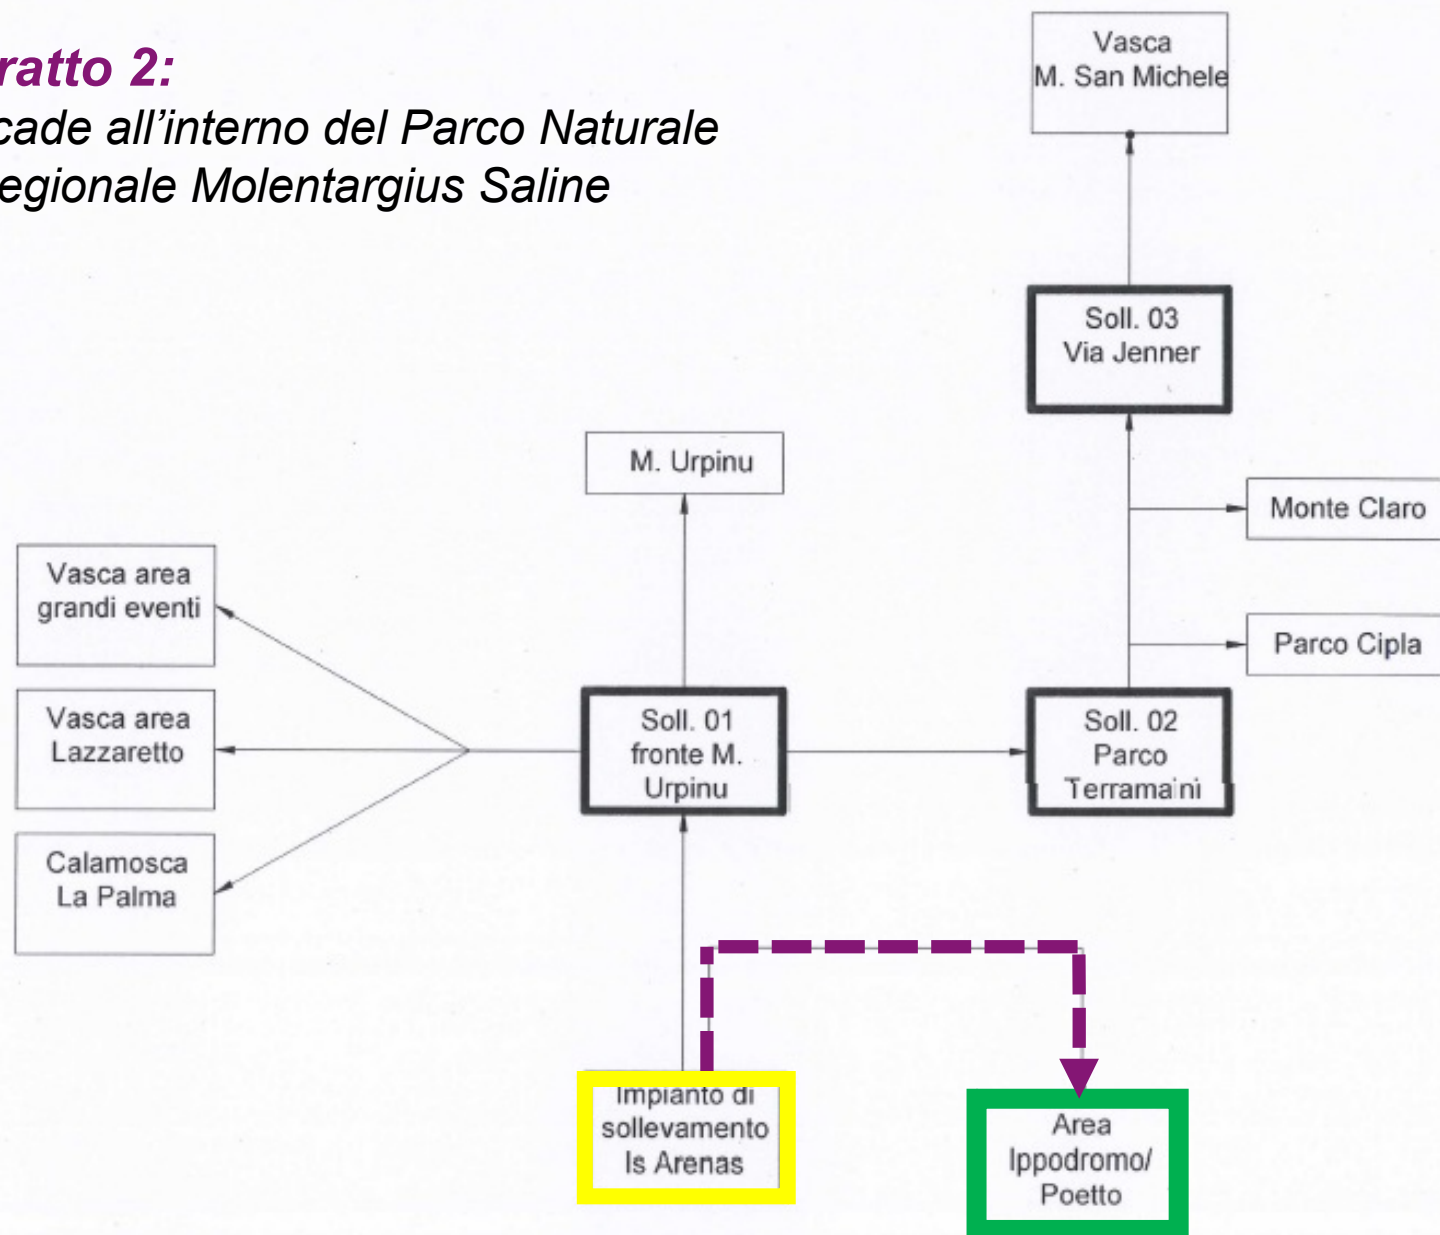 ratto 2:
cade all’interno del Parco Naturale
egionale Molentargius Saline
Vasca
M. San Michele
Soll. 03
Via Jenner
M. Urpinu
Monte Claro
Vasca area
grandi eventi
Parco Cipla
Vasca area
Lazzaretto
Soll. 01
fronte M.
Urpinu
Soll. 02
Parco
Terramaini
Calamosca
La Palma
Impianto di
sollevamento
Is Arenas
Area
Ippodromo/
Poetto